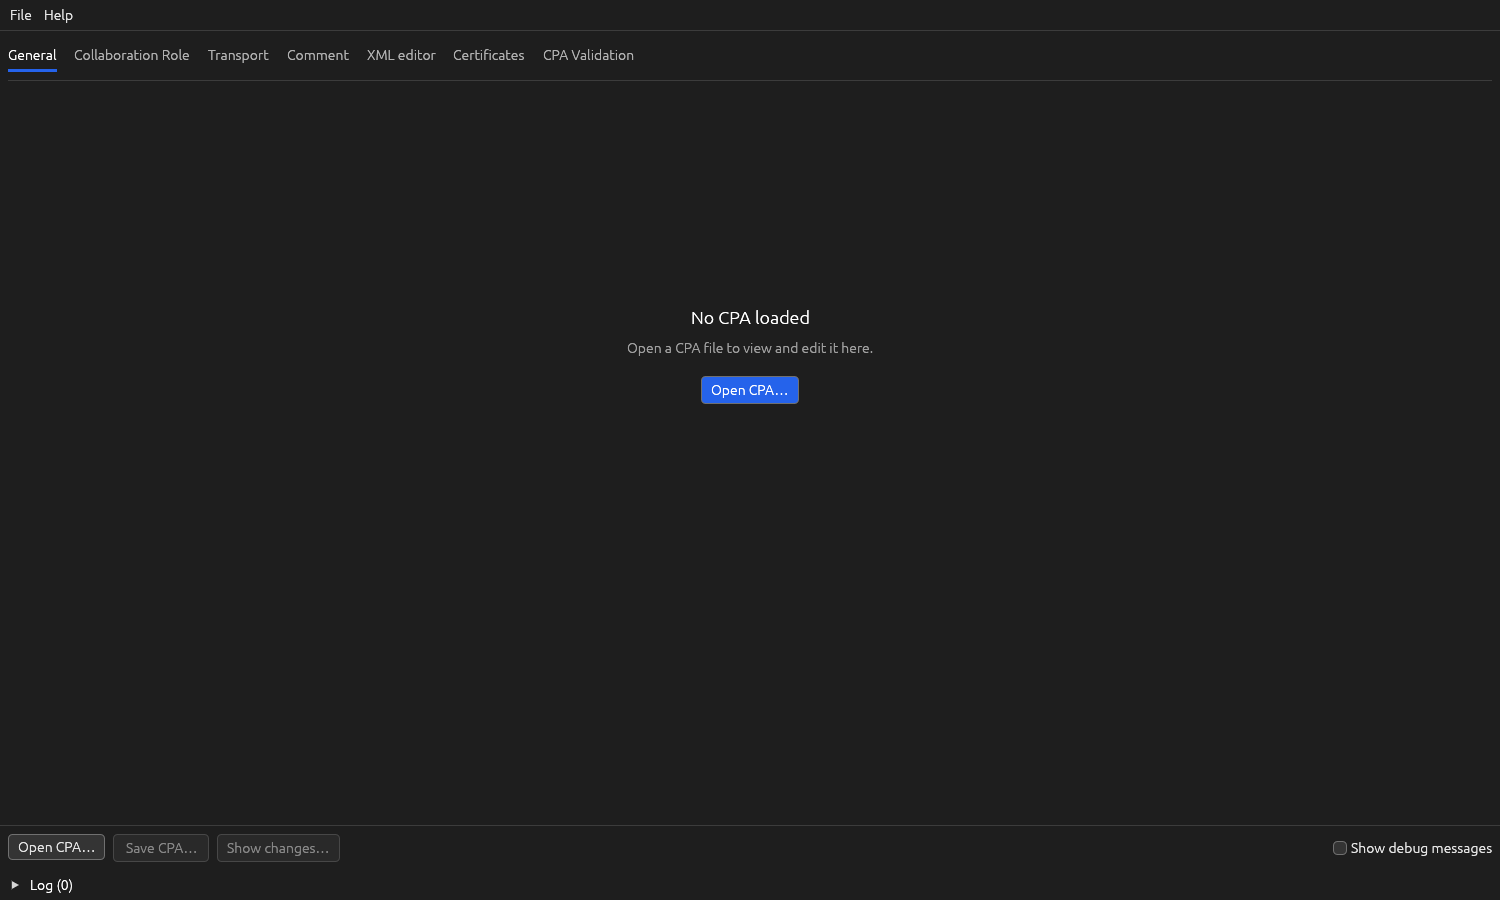 File Help
General Collaboration Role Transport Comment XML editor Certificates CPA Validation
No CPA loaded
Open a CPA file to view and edit it here.
Open CPA...
Open CPA... Save CPA... Show changes... Show debug messages
Log (0)